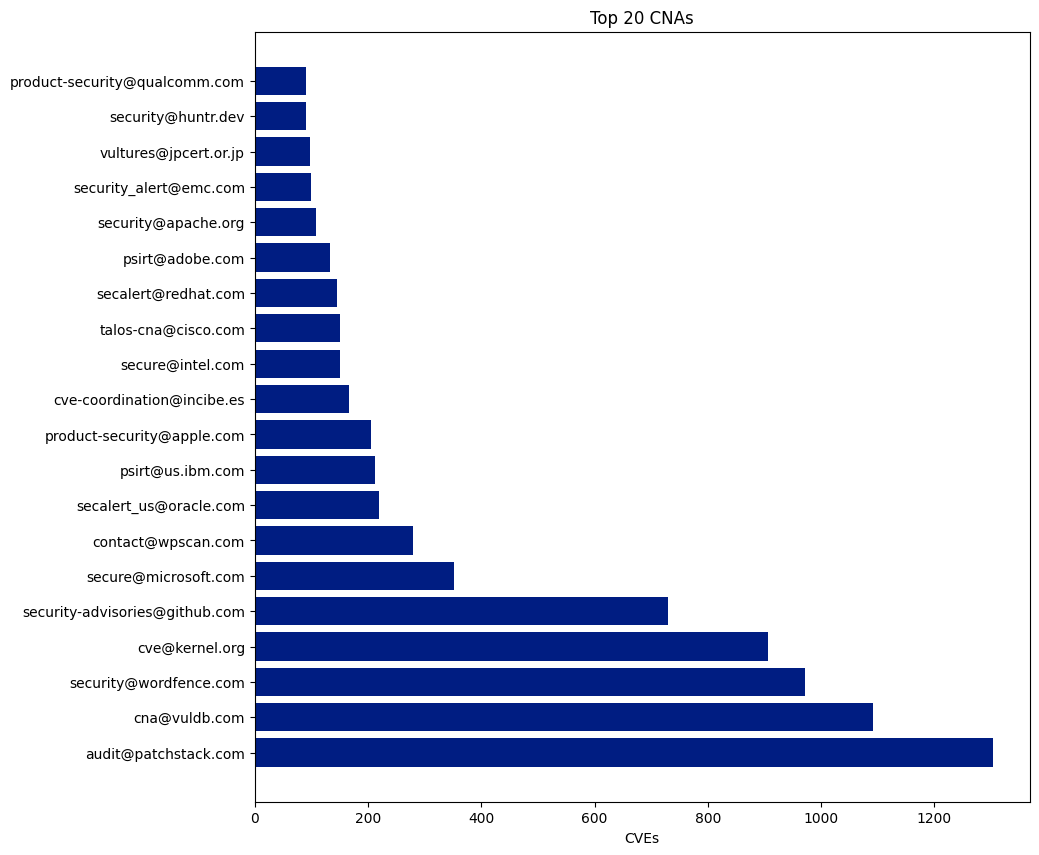 Top 20 CNAs
product-security@qualcomm.com
security@huntr.dev
vultures@jpcert.or.jp
security_alert@emc.com
security@apache.org
psirt@adobe.com
secalert@redhat.com
talos-cna@cisco.com
secure@intel.com
cve-coordination@incibe.es
product-security@apple.com
psirt@us.ibm.com
secalert_us@oracle.com
contact@wpscan.com
secure@microsoft.com
security-advisories@github.com
cve@kernel.org
security@wordfence.com
cna@vuldb.com
audit@patchstack.com
0 200 400 600 800 1000 1200
CVEs